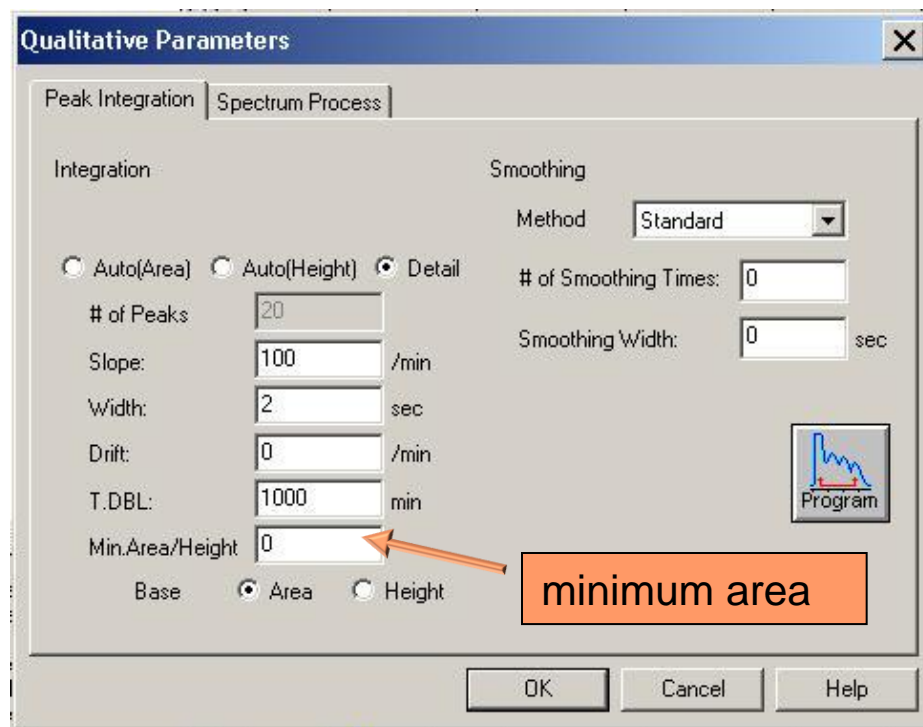 Qualitative Parameters
Peak Integration Spectrum Process
Integration
Auto(Area) Auto(Height) Detail
# of Peaks 20
Slope: 100 /min
Width: 2 sec
Drift: 0 /min
T.DBL: 1000 min
Min.Area/Height 0
Base Area Height
Smoothing
Method Standard
# of Smoothing Times: 0
Smoothing Width: 0 sec
Program
minimum area
OK Cancel Help